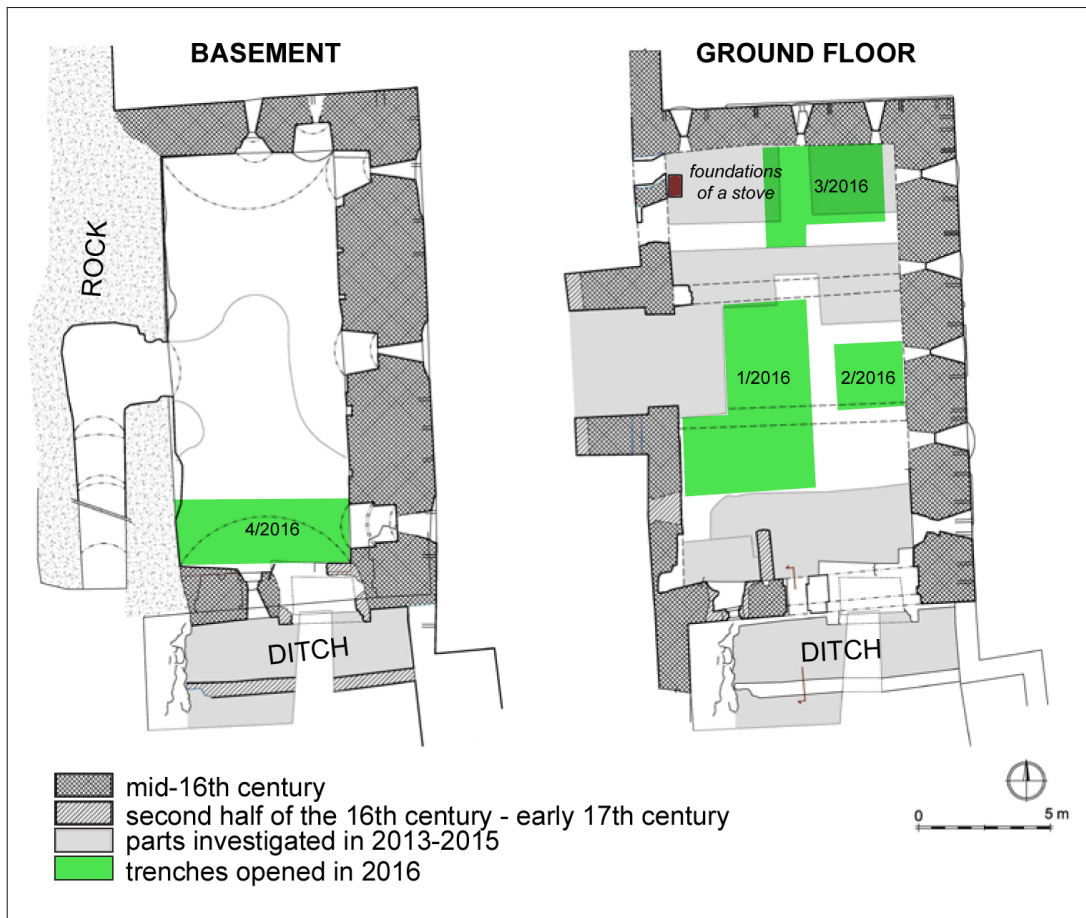 BASEMENT
GROUND FLOOR
ROCK
foundations
of a stove
3/2016
1/2016
2/2016
4/2016
DITCH
DITCH
mid-16th century
second half of the 16th century - early 17th century
parts investigated in 2013-2015
trenches opened in 2016
0
5 m